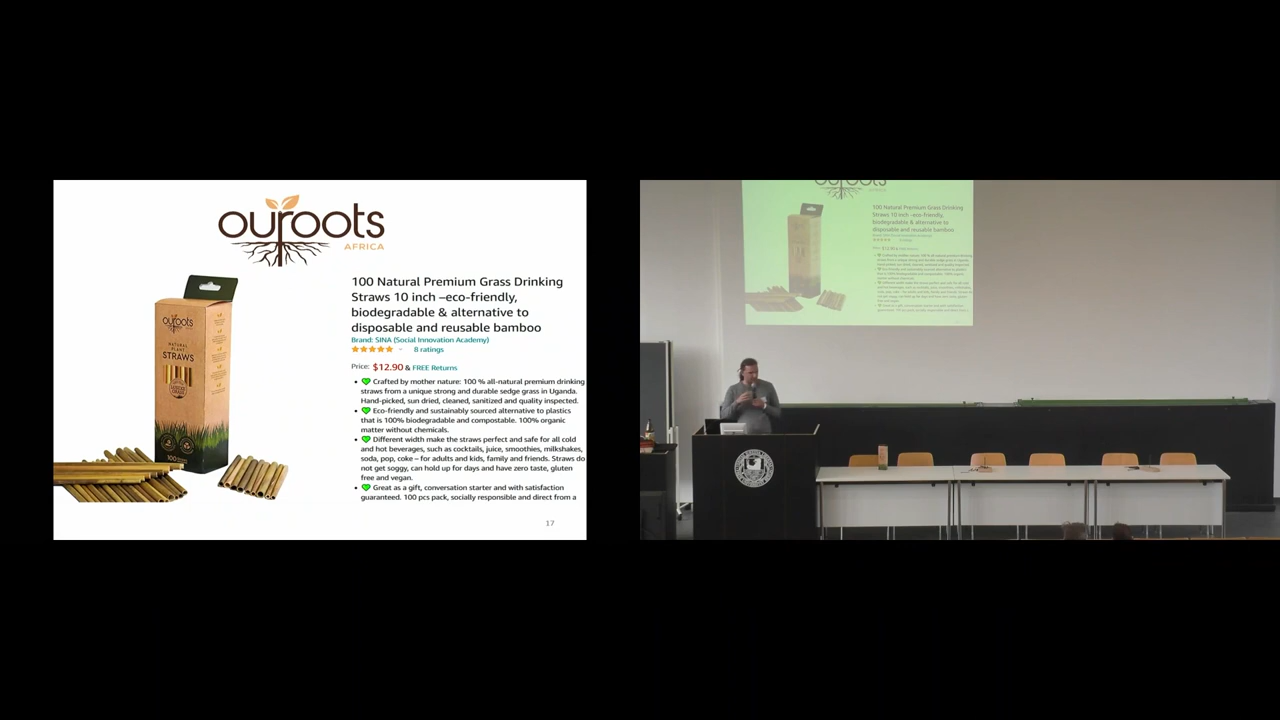 ouroots
AFRICA
100 Natural Premium Grass Drinking
Straws 10 inch –eco-friendly,
biodegradable & alternative to
disposable and reusable bamboo
Brand: SINA (Social Innovation Academy)
8 ratings
Price: $12.90 & FREE Returns
• Crafted by mother nature: 100 % all-natural premium drinking
straws from a unique strong and durable sedge grass in Uganda.
Hand-picked, sun dried, cleaned, sanitized and quality inspected.
• Eco-friendly and sustainably sourced alternative to plastics
that is 100% biodegradable and compostable. 100% organic
matter without chemicals.
• Different width make the straws perfect and safe for all cold
and hot beverages, such as cocktails, juice, smoothies, milkshakes,
soda, pop, coke – for adults and kids, family and friends. Straws do
not get soggy, can hold up for days and have zero taste, gluten
free and vegan.
• Great as a gift, conversation starter and with satisfaction
guaranteed. 100 pcs pack, socially responsible and direct from a
17
ouroots
NATURAL
PLANT
STRAWS
100
AFRICA
100 Natural Premium Grass Drinking
Straws 10 inch –eco-friendly,
biodegradable & alternative to
disposable and reusable bamboo